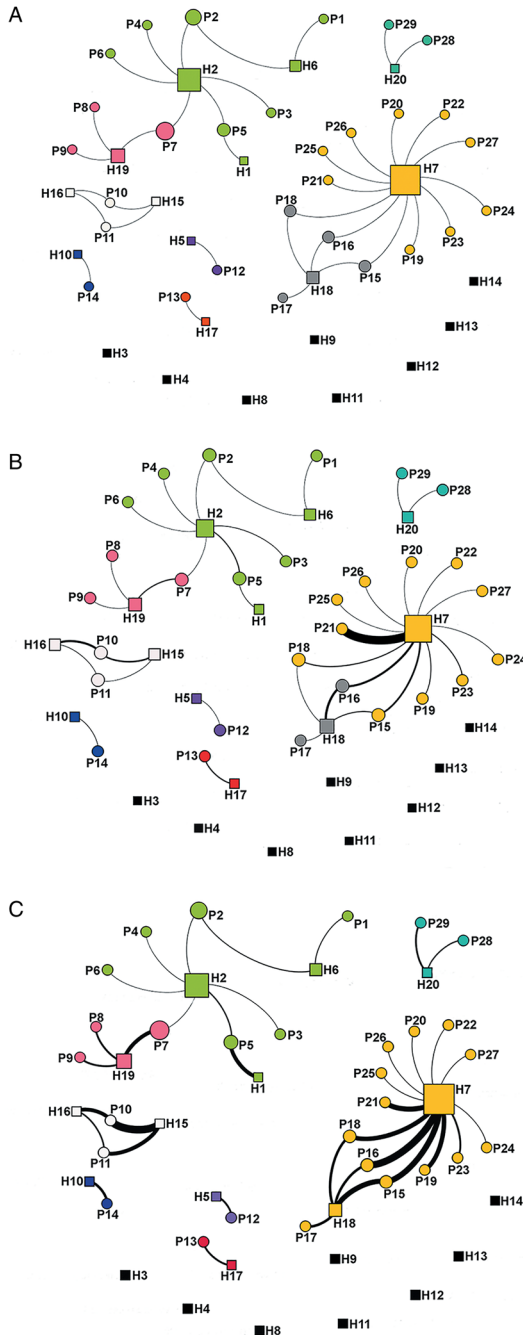 A
P2
P1
P29
P4
P28
P6
H2
H6
H20
P8
P3
P20
P22
P5
P26
P7
P27
P9
H19
H1
P25
H7
P21
H16
P10
H15
P18
P24
P11
P16
P23
H10
H5
P19
P12
P15
H14
P14
P13
H18
P17
H17
H9
H13
H3
H12
H4
H8
H11
B
P2
P1
P29
P4
P28
P6
H2
H6
H20
P8
P3
P20
P22
P5
P26
P7
P27
P9
H19
H1
P25
H7
P21
H16
P10
H15
P18
P24
P11
P16
P23
H10
H5
P19
P12
P15
H14
P14
P13
H18
P17
H17
H9
H13
H3
H12
H4
H8
H11
C
P2
P1
P29
P4
P28
P6
H2
H6
H20
P8
P3
P20
P22
P5
P26
P7
P27
P9
H19
H1
P25
H7
P21
H16
P10
H15
P18
P24
P11
P16
P23
H10
H5
P19
P15
P14
P12
H14
P13
H18
P17
H17
H9
H13
H3
H12
H4
H8
H11